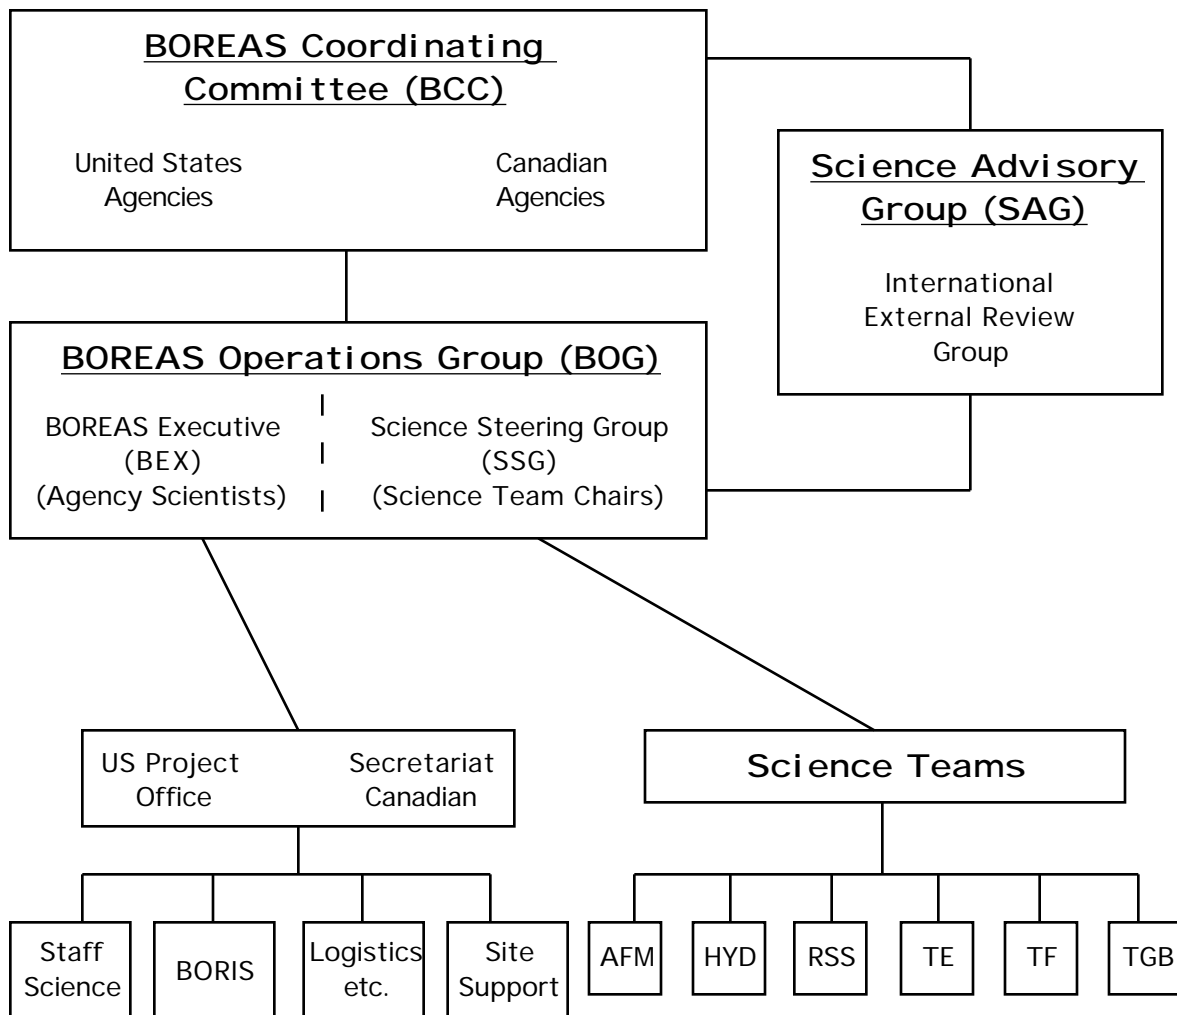 BOREAS Coordinating
Committee (BCC)
United States
Agencies
Canadian
Agencies
Science Advisory
Group (SAG)
International
External Review
Group
BOREAS Operations Group (BOG)
BOREAS Executive
(BEX)
(Agency Scientists)
Science Steering Group
(SSG)
(Science Team Chairs)
US Project
Office
Secretariat
Canadian
Science Teams
Staff
Science
BORIS
Logistics
etc.
Site
Support
AFM
HYD
RSS
TE
TF
TGB